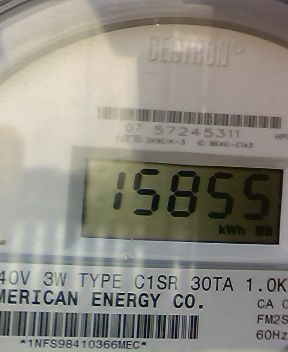 CENTRON®
07 57245311
15855
kWh
40V 3W TYPE C1SR 30TA 1.0K
MERICAN ENERGY CO.
CA 0
FM2S
60Hz
*1NFS98410366MEC*